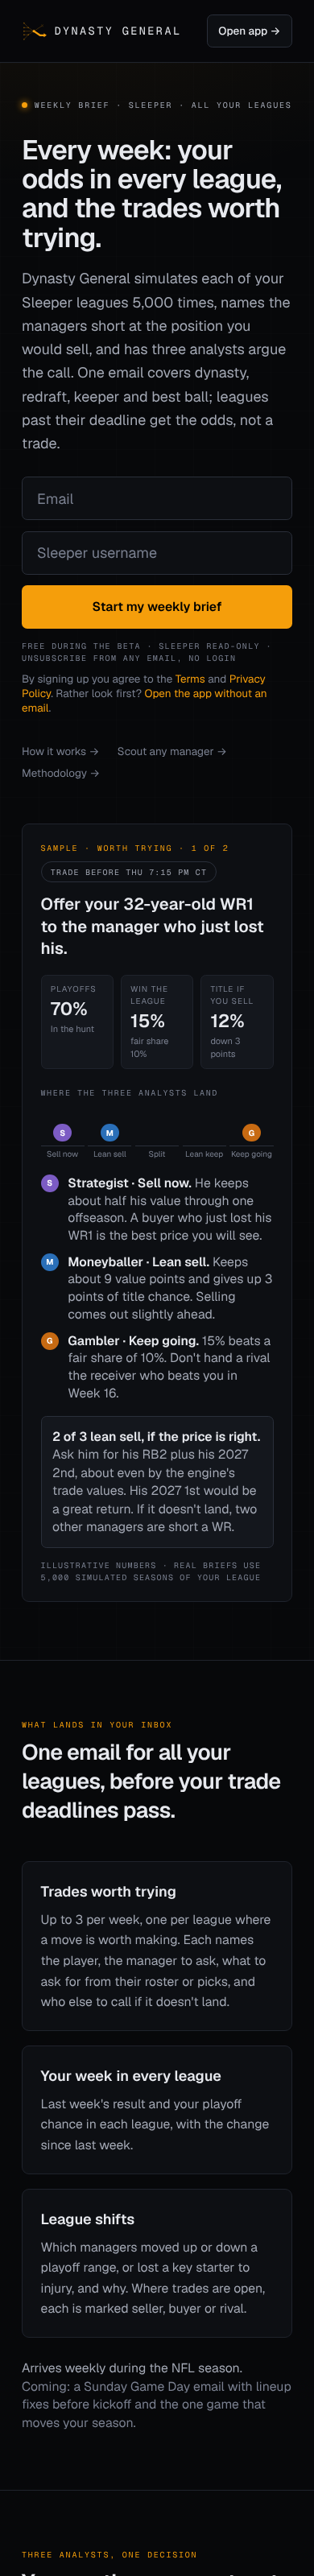 DYNASTY GENERAL
Open app →
WEEKLY BRIEF · SLEEPER · ALL YOUR LEAGUES
Every week: your
odds in every league,
and the trades worth
trying.
Dynasty General simulates each of your
Sleeper leagues 5,000 times, names the
managers short at the position you
would sell, and has three analysts argue
the call. One email covers dynasty,
redraft, keeper and best ball; leagues
past their deadline get the odds, not a
trade.
Email
Sleeper username
Start my weekly brief
FREE DURING THE BETA · SLEEPER READ-ONLY ·
UNSUBSCRIBE FROM ANY EMAIL, NO LOGIN
By signing up you agree to the Terms and Privacy
Policy. Rather look first? Open the app without an
email.
How it works → Scout any manager →
Methodology →
SAMPLE · WORTH TRYING · 1 OF 2
TRADE BEFORE THU 7:15 PM CT
Offer your 32-year-old WR1
to the manager who just lost
his.
PLAYOFFS
70%
In the hunt
WIN THE
LEAGUE
15%
fair share
10%
TITLE IF
YOU SELL
12%
down 3
points
WHERE THE THREE ANALYSTS LAND
S M G
Sell now Lean sell Split Lean keep Keep going
S Strategist · Sell now. He keeps
about half his value through one
offseason. A buyer who just lost his
WR1 is the best price you will see.
M Moneyballer · Lean sell. Keeps
about 9 value points and gives up 3
points of title chance. Selling
comes out slightly ahead.
G Gambler · Keep going. 15% beats a
fair share of 10%. Don't hand a rival
the receiver who beats you in
Week 16.
2 of 3 lean sell, if the price is right.
Ask him for his RB2 plus his 2027
2nd, about even by the engine's
trade values. His 2027 1st would be
a great return. If it doesn't land, two
other managers are short a WR.
ILLUSTRATIVE NUMBERS · REAL BRIEFS USE
5,000 SIMULATED SEASONS OF YOUR LEAGUE
WHAT LANDS IN YOUR INBOX
One email for all your
leagues, before your trade
deadlines pass.
Trades worth trying
Up to 3 per week, one per league where
a move is worth making. Each names
the player, the manager to ask, what to
ask for from their roster or picks, and
who else to call if it doesn't land.
Your week in every league
Last week's result and your playoff
chance in each league, with the change
since last week.
League shifts
Which managers moved up or down a
playoff range, or lost a key starter to
injury, and why. Where trades are open,
each is marked seller, buyer or rival.
Arrives weekly during the NFL season.
Coming: a Sunday Game Day email with lineup
fixes before kickoff and the one game that
moves your season.
THREE ANALYSTS, ONE DECISION